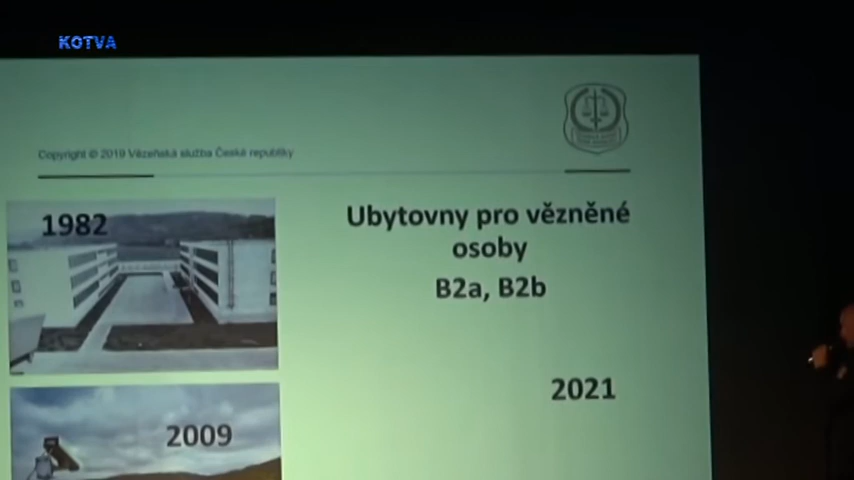 KOTVA
Copyright © 2019 Vězeňská služba České republiky
1982
Ubytovny pro vězněné
osoby
B2a, B2b
2021
2009